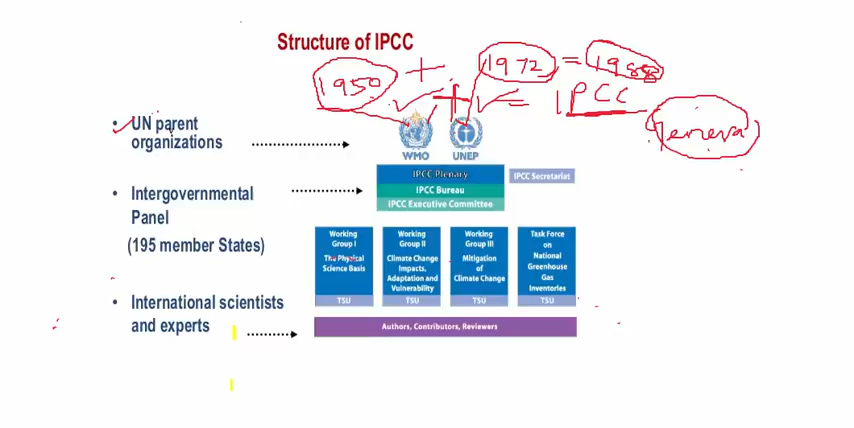 Structure of IPCC
1950 + 1972 = 1988
+ = IPCC
Geneva
• UN parent
organizations
WMO UNEP
IPCC Plenary
IPCC Secretariat
IPCC Bureau
IPCC Executive Committee
• Intergovernmental
Panel
(195 member States)
Working
Group I
The Physical
Science Basis
TSU
Working
Group II
Climate Change
Impacts,
Adaptation and
Vulnerability
TSU
Working
Group III
Mitigation
of
Climate Change
TSU
Task Force
on
National
Greenhouse
Gas
Inventories
TSU
• International scientists
and experts
Authors, Contributors, Reviewers